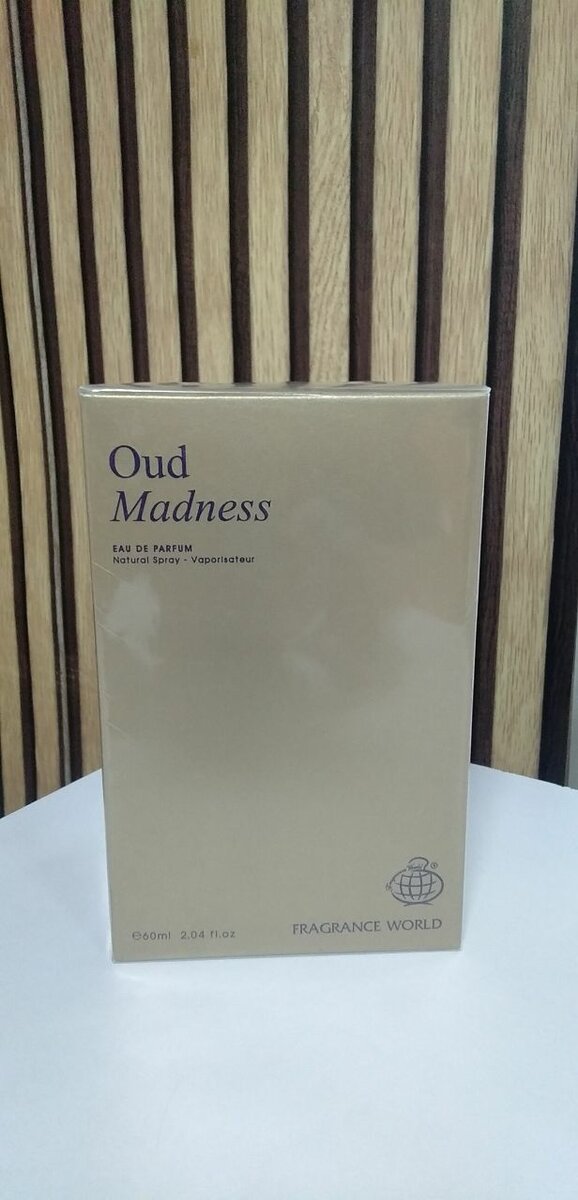 Oud
Madness
EAU DE PARFUM
Natural Spray - Vaporisateur
®
℮60ml 2.04 fl.oz
FRAGRANCE WORLD